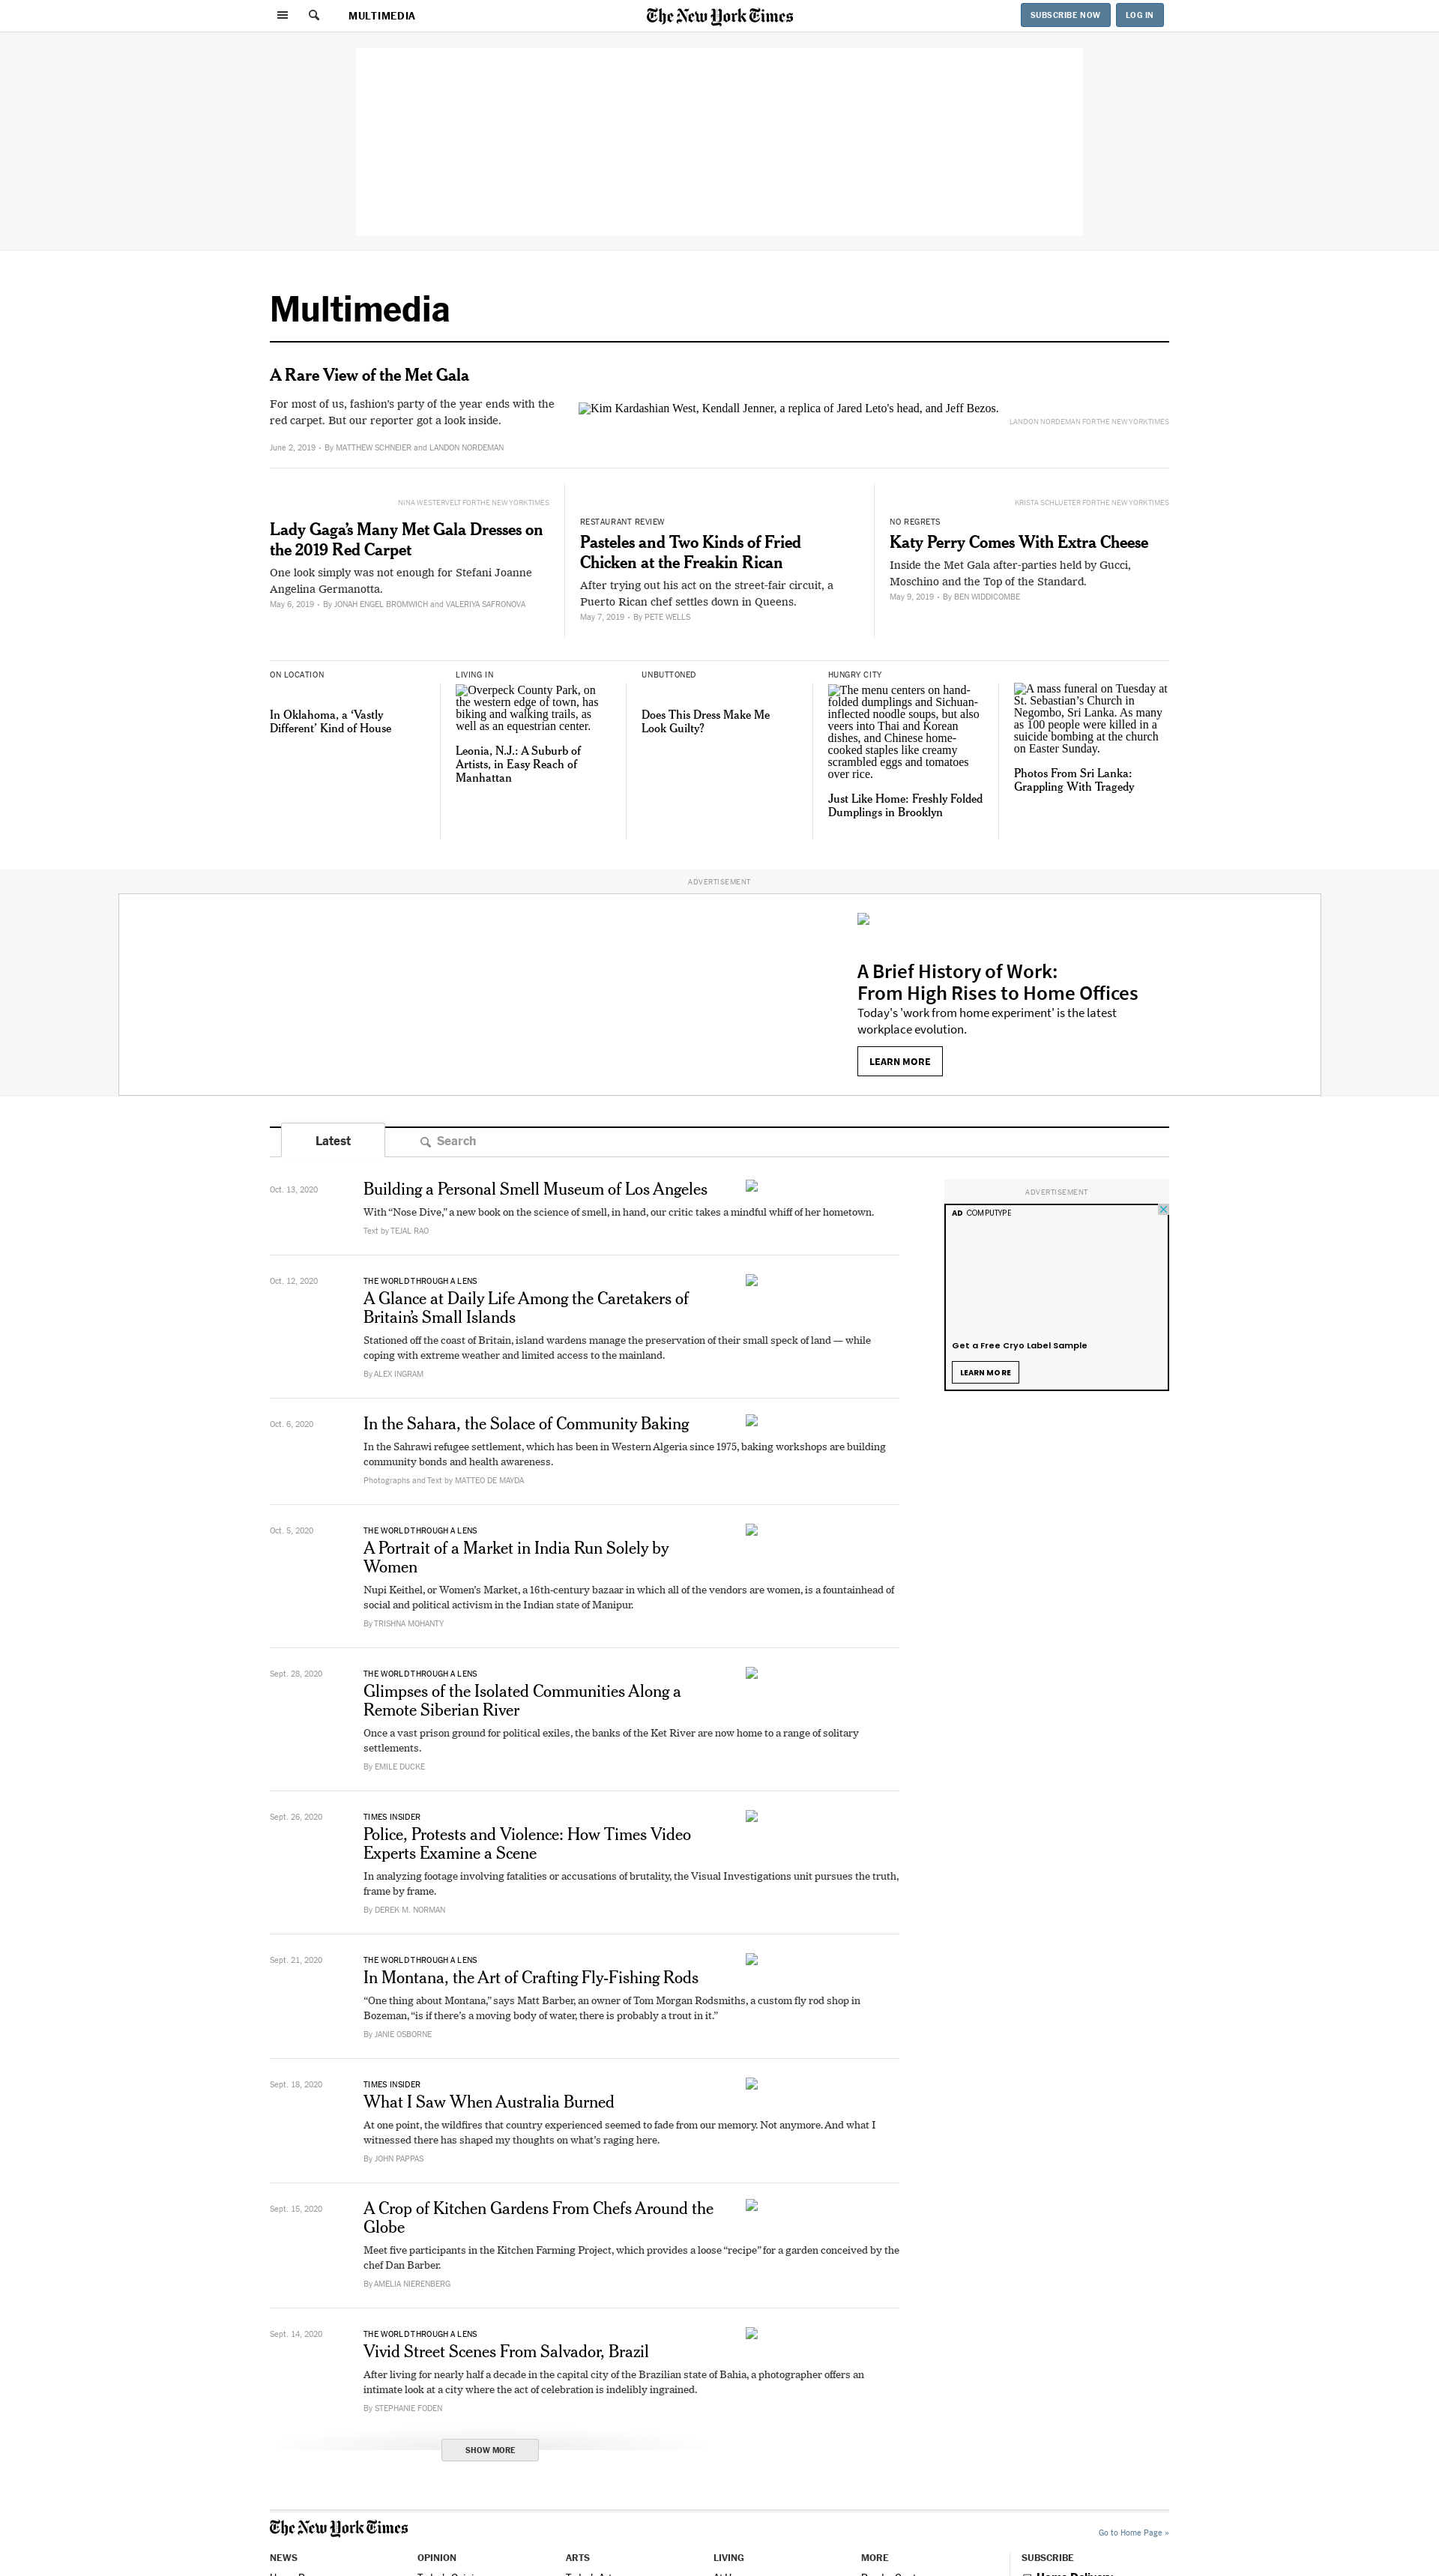 MULTIMEDIA
The New York Times
SUBSCRIBE NOW
LOG IN
Multimedia
A Rare View of the Met Gala
For most of us, fashion's party of the year ends with the
red carpet. But our reporter got a look inside.
June 2, 2019 • By MATTHEW SCHNEIER and LANDON NORDEMAN
Kim Kardashian West, Kendall Jenner, a replica of Jared Leto's head, and Jeff Bezos.
LANDON NORDEMAN FOR THE NEW YORK TIMES
NINA WESTERVELT FOR THE NEW YORK TIMES
Lady Gaga’s Many Met Gala Dresses on
the 2019 Red Carpet
One look simply was not enough for Stefani Joanne
Angelina Germanotta.
May 6, 2019 • By JONAH ENGEL BROMWICH and VALERIYA SAFRONOVA
RESTAURANT REVIEW
Pasteles and Two Kinds of Fried
Chicken at the Freakin Rican
After trying out his act on the street-fair circuit, a
Puerto Rican chef settles down in Queens.
May 7, 2019 • By PETE WELLS
KRISTA SCHLUETER FOR THE NEW YORK TIMES
NO REGRETS
Katy Perry Comes With Extra Cheese
Inside the Met Gala after-parties held by Gucci,
Moschino and the Top of the Standard.
May 9, 2019 • By BEN WIDDICOMBE
ON LOCATION
In Oklahoma, a ‘Vastly
Different’ Kind of House
LIVING IN
Overpeck County Park, on
the western edge of town, has
biking and walking trails, as
well as an equestrian center.
Leonia, N.J.: A Suburb of
Artists, in Easy Reach of
Manhattan
UNBUTTONED
Does This Dress Make Me
Look Guilty?
HUNGRY CITY
The menu centers on hand-
folded dumplings and Sichuan-
inflected noodle soups, but also
veers into Thai and Korean
dishes, and Chinese home-
cooked staples like creamy
scrambled eggs and tomatoes
over rice.
Just Like Home: Freshly Folded
Dumplings in Brooklyn
A mass funeral on Tuesday at
St. Sebastian’s Church in
Negombo, Sri Lanka. As many
as 100 people were killed in a
suicide bombing at the church
on Easter Sunday.
Photos From Sri Lanka:
Grappling With Tragedy
ADVERTISEMENT
A Brief History of Work:
From High Rises to Home Offices
Today's 'work from home experiment' is the latest
workplace evolution.
LEARN MORE
Latest
Search
Oct. 13, 2020
Building a Personal Smell Museum of Los Angeles
With “Nose Dive,” a new book on the science of smell, in hand, our critic takes a mindful whiff of her hometown.
Text by TEJAL RAO
ADVERTISEMENT
AD COMPUTYPE
Get a Free Cryo Label Sample
LEARN MORE
Oct. 12, 2020
THE WORLD THROUGH A LENS
A Glance at Daily Life Among the Caretakers of
Britain’s Small Islands
Stationed off the coast of Britain, island wardens manage the preservation of their small speck of land — while
coping with extreme weather and limited access to the mainland.
By ALEX INGRAM
Oct. 6, 2020
In the Sahara, the Solace of Community Baking
In the Sahrawi refugee settlement, which has been in Western Algeria since 1975, baking workshops are building
community bonds and health awareness.
Photographs and Text by MATTEO DE MAYDA
Oct. 5, 2020
THE WORLD THROUGH A LENS
A Portrait of a Market in India Run Solely by
Women
Nupi Keithel, or Women’s Market, a 16th-century bazaar in which all of the vendors are women, is a fountainhead of
social and political activism in the Indian state of Manipur.
By TRISHNA MOHANTY
Sept. 28, 2020
THE WORLD THROUGH A LENS
Glimpses of the Isolated Communities Along a
Remote Siberian River
Once a vast prison ground for political exiles, the banks of the Ket River are now home to a range of solitary
settlements.
By EMILE DUCKE
Sept. 26, 2020
TIMES INSIDER
Police, Protests and Violence: How Times Video
Experts Examine a Scene
In analyzing footage involving fatalities or accusations of brutality, the Visual Investigations unit pursues the truth,
frame by frame.
By DEREK M. NORMAN
Sept. 21, 2020
THE WORLD THROUGH A LENS
In Montana, the Art of Crafting Fly-Fishing Rods
“One thing about Montana,” says Matt Barber, an owner of Tom Morgan Rodsmiths, a custom fly rod shop in
Bozeman, “is if there’s a moving body of water, there is probably a trout in it.”
By JANIE OSBORNE
Sept. 18, 2020
TIMES INSIDER
What I Saw When Australia Burned
At one point, the wildfires that country experienced seemed to fade from our memory. Not anymore. And what I
witnessed there has shaped my thoughts on what’s raging here.
By JOHN PAPPAS
Sept. 15, 2020
A Crop of Kitchen Gardens From Chefs Around the
Globe
Meet five participants in the Kitchen Farming Project, which provides a loose “recipe” for a garden conceived by the
chef Dan Barber.
By AMELIA NIERENBERG
Sept. 14, 2020
THE WORLD THROUGH A LENS
Vivid Street Scenes From Salvador, Brazil
After living for nearly half a decade in the capital city of the Brazilian state of Bahia, a photographer offers an
intimate look at a city where the act of celebration is indelibly ingrained.
By STEPHANIE FODEN
SHOW MORE
The New York Times
Go to Home Page »
NEWS
OPINION
ARTS
LIVING
MORE
SUBSCRIBE